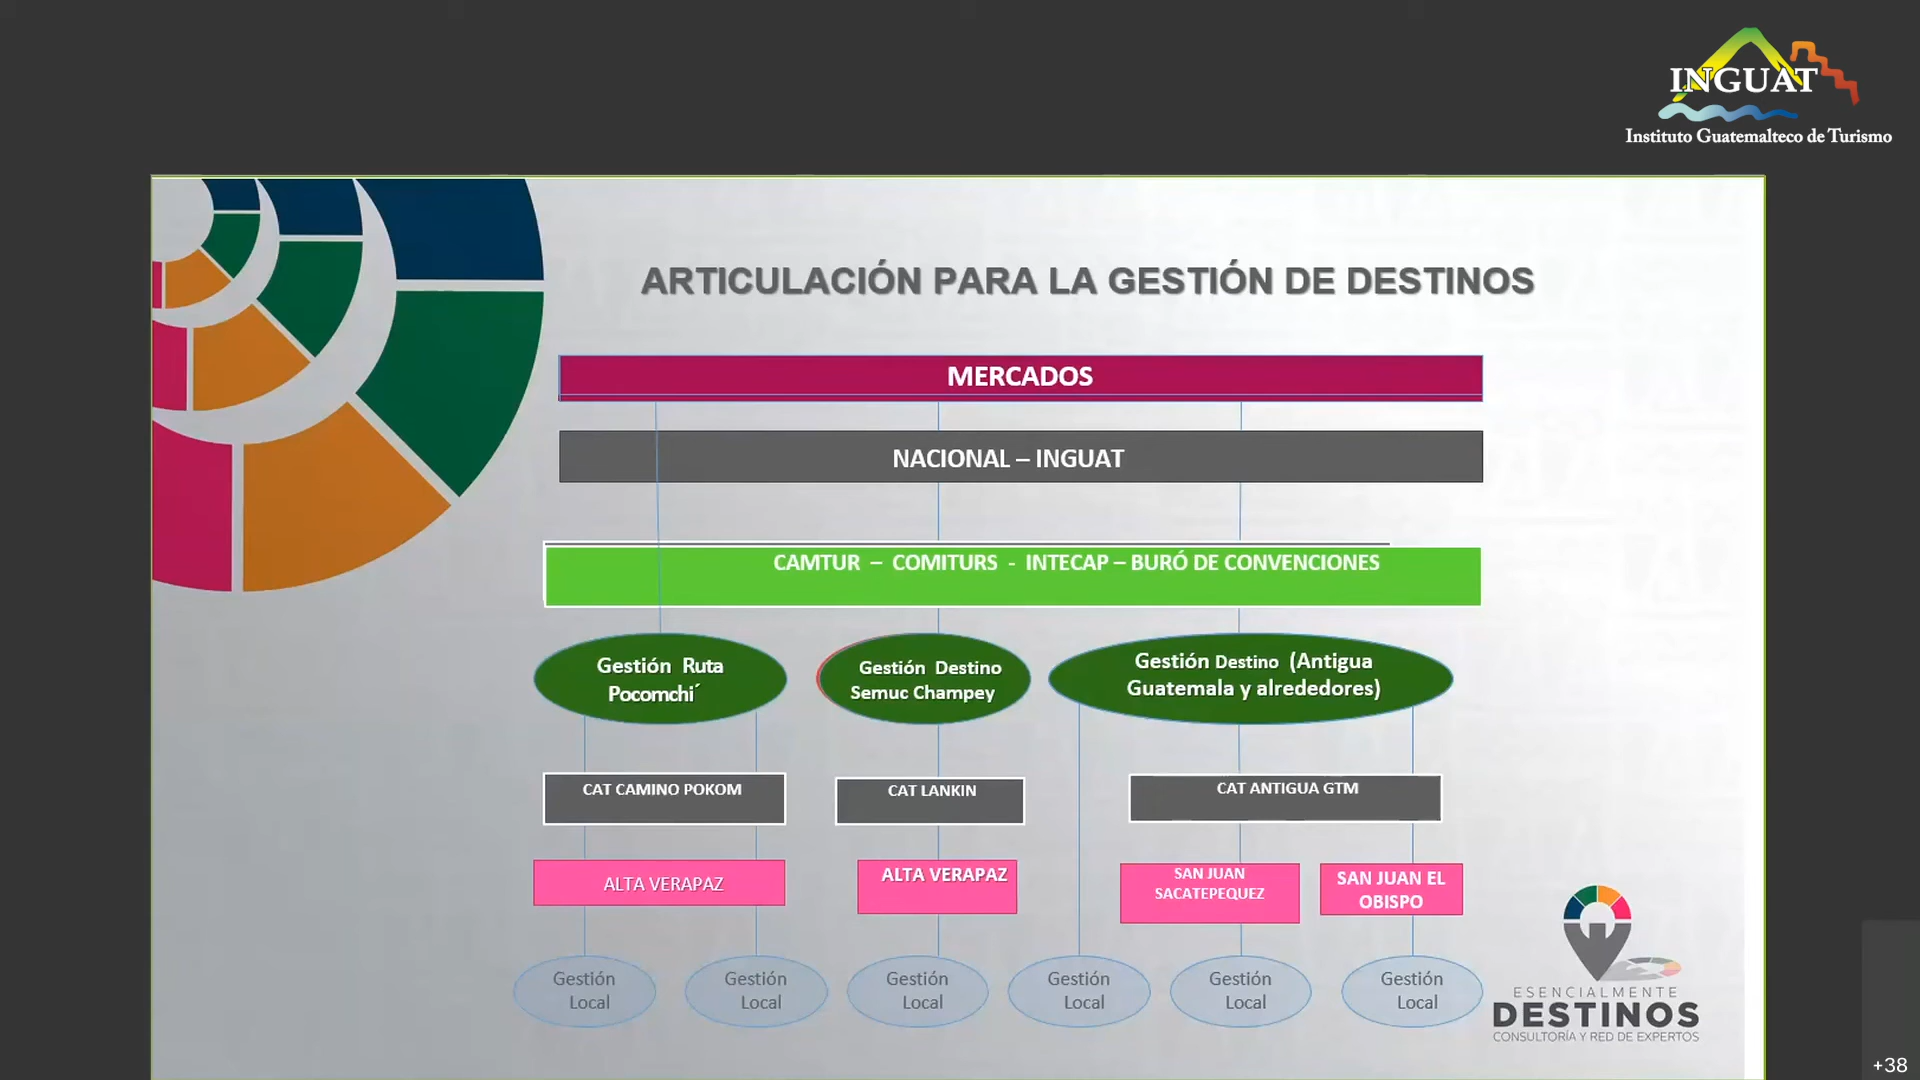 INGUAT
Instituto Guatemalteco de Turismo
ARTICULACIÓN PARA LA GESTIÓN DE DESTINOS
MERCADOS
NACIONAL – INGUAT
CAMTUR – COMITURS - INTECAP – BURÓ DE CONVENCIONES
Gestión Ruta
Pocomchi´
Gestión Destino
Semuc Champey
Gestión Destino (Antigua
Guatemala y alrededores)
CAT CAMINO POKOM
CAT LANKIN
CAT ANTIGUA GTM
ALTA VERAPAZ
ALTA VERAPAZ
SAN JUAN
SACATEPEQUEZ
SAN JUAN EL
OBISPO
Gestión
Local
Gestión
Local
Gestión
Local
Gestión
Local
Gestión
Local
Gestión
Local
ESENCIALMENTE
DESTINOS
CONSULTORÍA Y RED DE EXPERTOS
+38